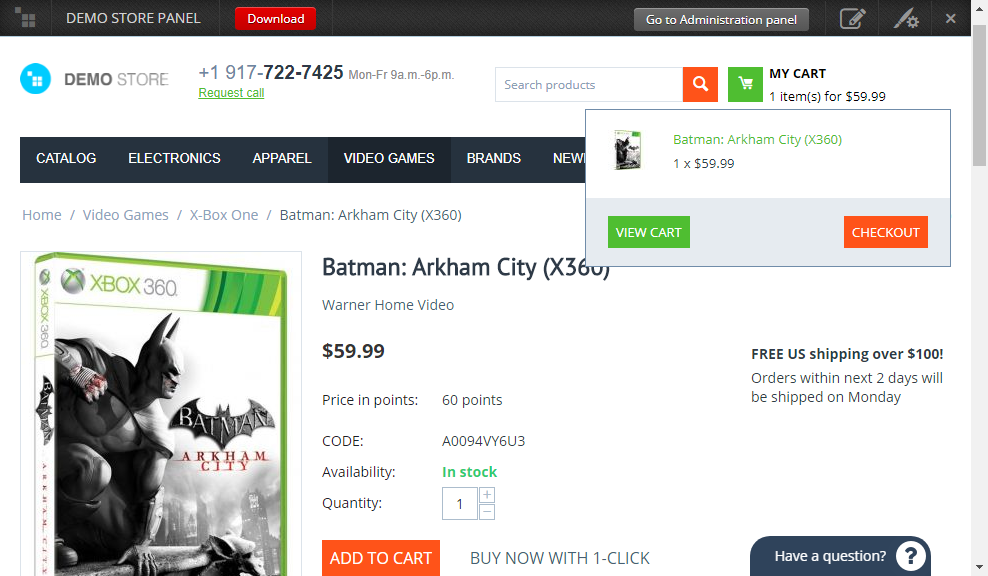 DEMO STORE PANEL
Download
Go to Administration panel
DEMO STORE
+1 917-722-7425 Mon-Fr 9a.m.-6p.m.
Request call
Search products
MY CART
1 item(s) for $59.99
Batman: Arkham City (X360)
1 x $59.99
VIEW CART
CHECKOUT
CATALOG
ELECTRONICS
APPAREL
VIDEO GAMES
BRANDS
Home / Video Games / X-Box One / Batman: Arkham City (X360)
XBOX 360
XBOX 360
BATMAN
ARKHAM
CITY
Batman: Arkham City (X360)
Warner Home Video
$59.99
Price in points: 60 points
CODE: A0094VY6U3
Availability: In stock
Quantity: 1
+
−
ADD TO CART
BUY NOW WITH 1-CLICK
FREE US shipping over $100!
Orders within next 2 days will
be shipped on Monday
Have a question? ?